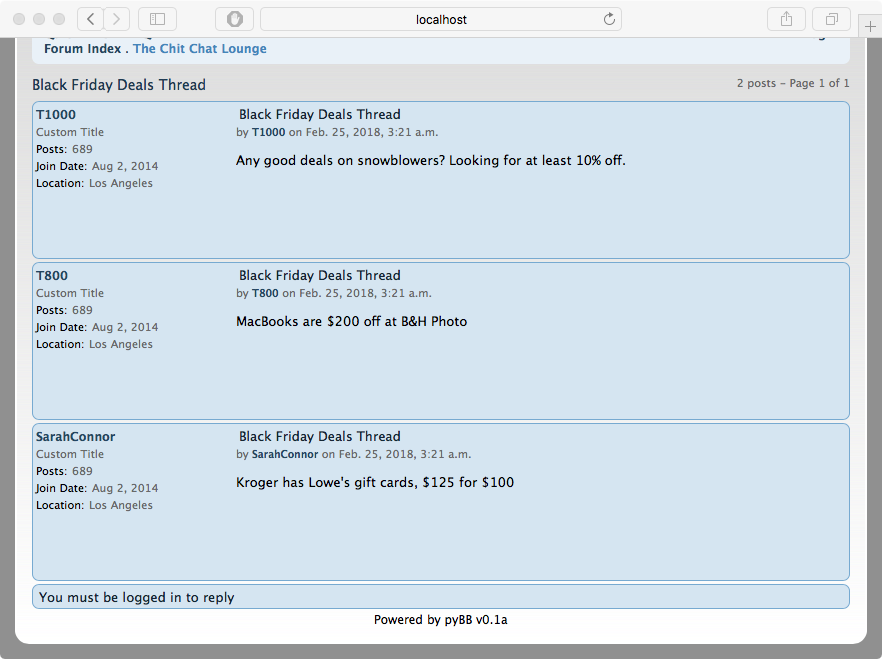 localhost
Forum Index . The Chit Chat Lounge
Black Friday Deals Thread
2 posts – Page 1 of 1
T1000
Custom Title
Posts: 689
Join Date: Aug 2, 2014
Location: Los Angeles
Black Friday Deals Thread
by T1000 on Feb. 25, 2018, 3:21 a.m.
Any good deals on snowblowers? Looking for at least 10% off.
T800
Custom Title
Posts: 689
Join Date: Aug 2, 2014
Location: Los Angeles
Black Friday Deals Thread
by T800 on Feb. 25, 2018, 3:21 a.m.
MacBooks are $200 off at B&H Photo
SarahConnor
Custom Title
Posts: 689
Join Date: Aug 2, 2014
Location: Los Angeles
Black Friday Deals Thread
by SarahConnor on Feb. 25, 2018, 3:21 a.m.
Kroger has Lowe's gift cards, $125 for $100
You must be logged in to reply
Powered by pyBB v0.1a